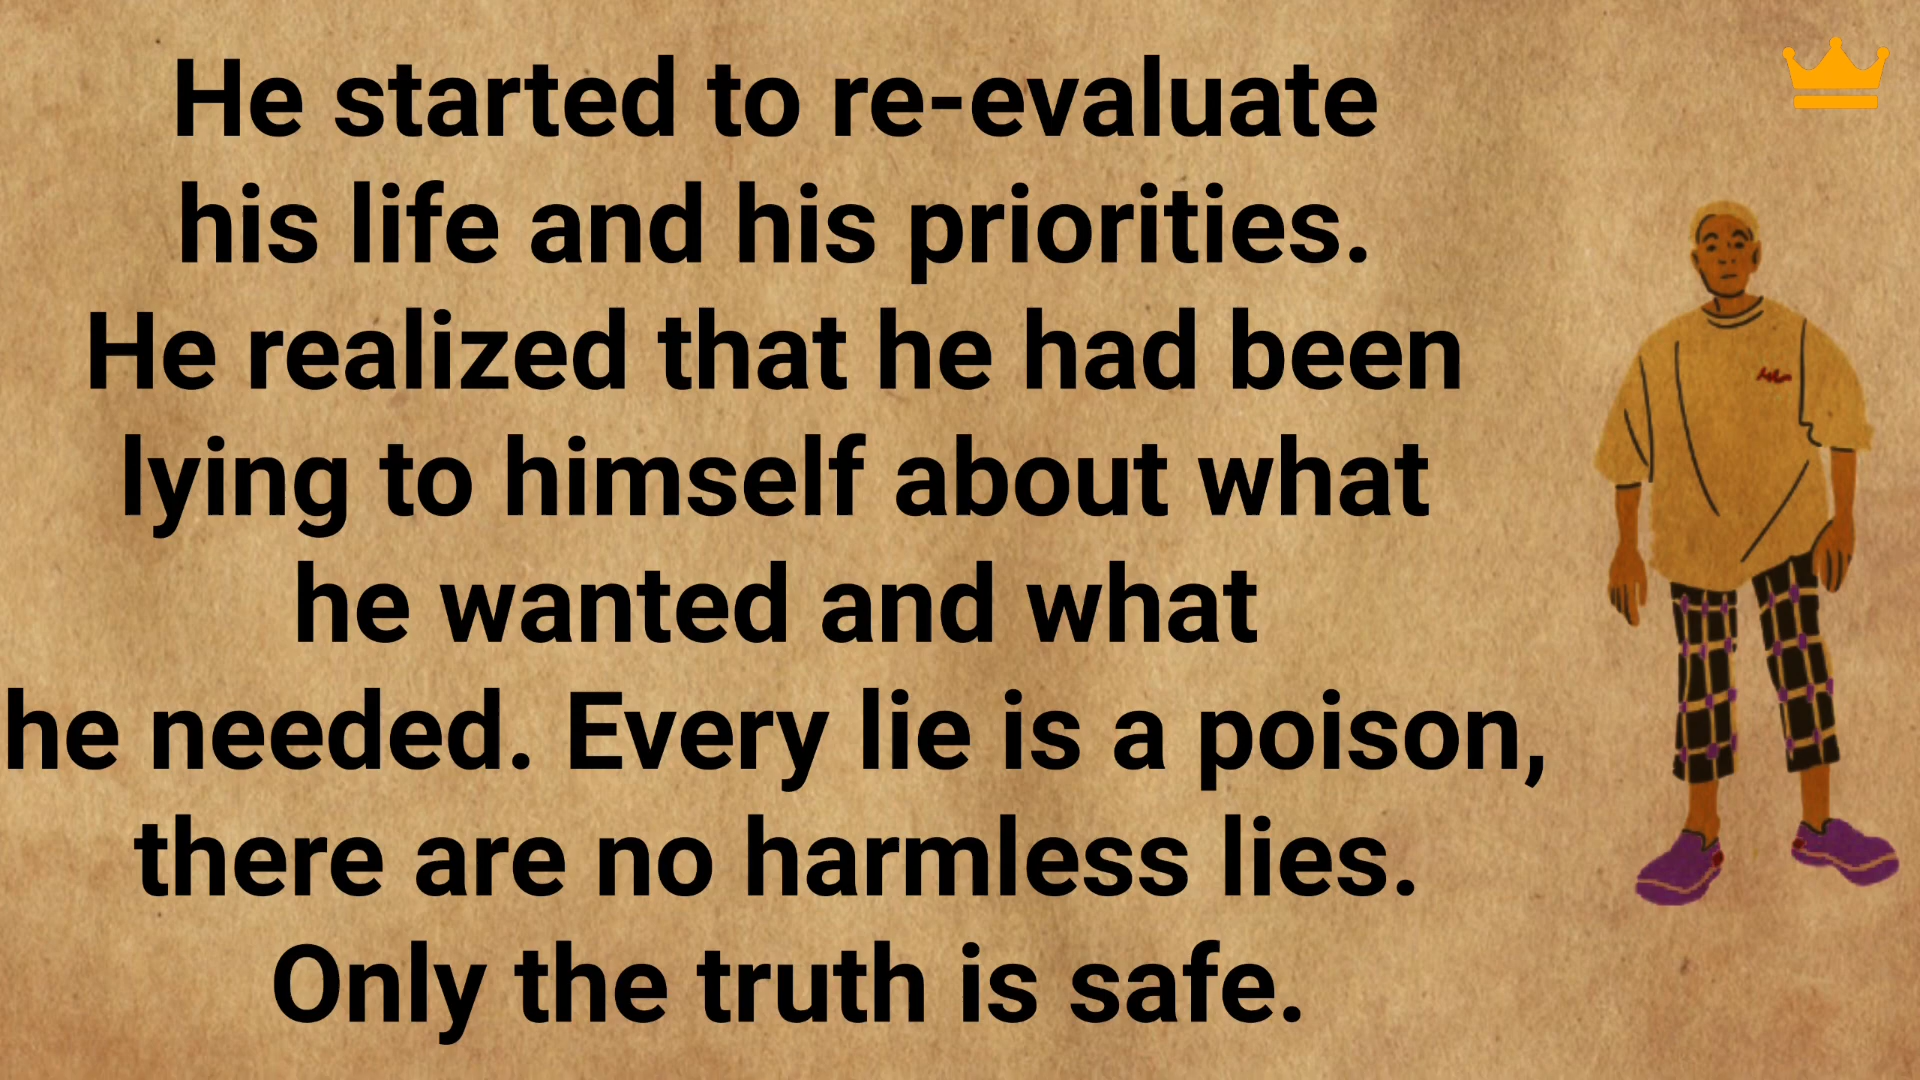 He started to re-evaluate
his life and his priorities.
He realized that he had been
lying to himself about what
he wanted and what
he needed. Every lie is a poison,
there are no harmless lies.
Only the truth is safe.